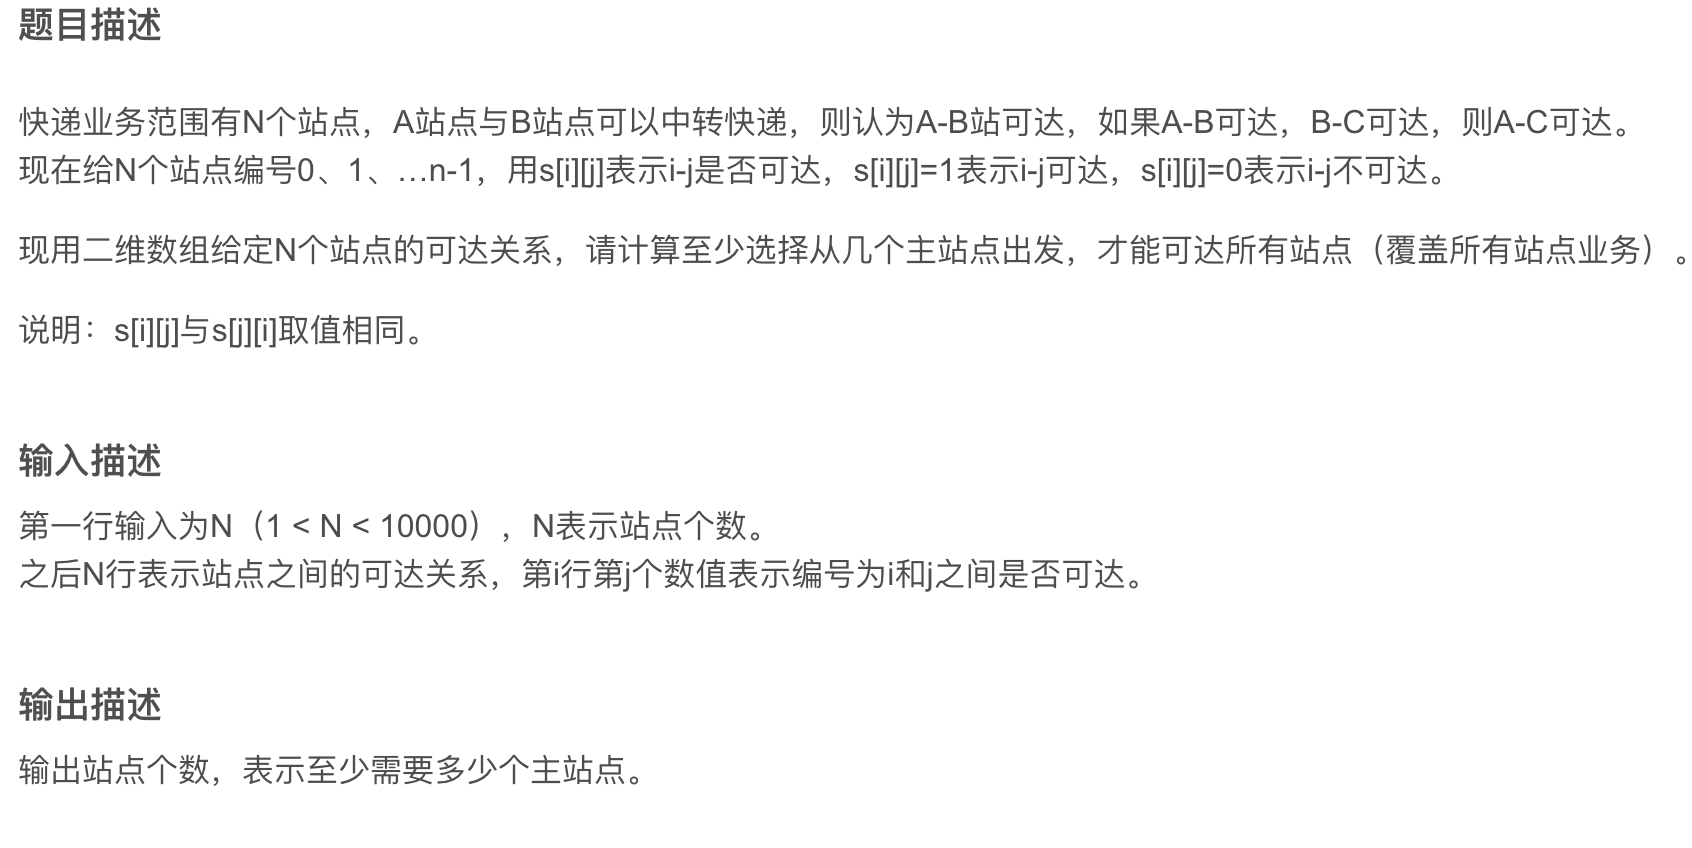 题目描述
快递业务范围有N个站点，A站点与B站点可以中转快递，则认为A-B站可达，如果A-B可达，B-C可达，则A-C可达。
现在给N个站点编号0、1、…n-1，用s[i][j]表示i-j是否可达，s[i][j]=1表示i-j可达，s[i][j]=0表示i-j不可达。
现用二维数组给定N个站点的可达关系，请计算至少选择从几个主站点出发，才能可达所有站点（覆盖所有站点业务）。
说明：s[i][j]与s[j][i]取值相同。
输入描述
第一行输入为N（1 < N < 10000），N表示站点个数。
之后N行表示站点之间的可达关系，第i行第j个数值表示编号为i和j之间是否可达。
输出描述
输出站点个数，表示至少需要多少个主站点。